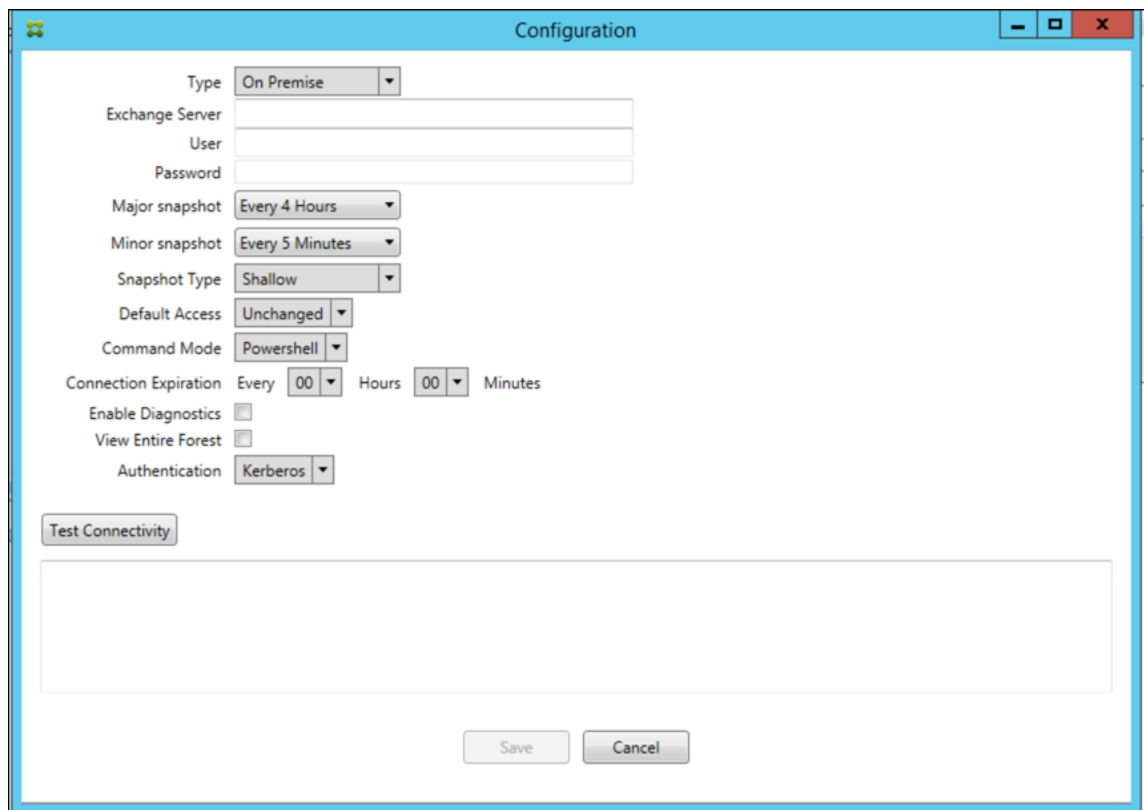 Configuration
Type On Premise
Exchange Server
User
Password
Major snapshot Every 4 Hours
Minor snapshot Every 5 Minutes
Snapshot Type Shallow
Default Access Unchanged
Command Mode Powershell
Connection Expiration Every 00 Hours 00 Minutes
Enable Diagnostics
View Entire Forest
Authentication Kerberos
Test Connectivity
Save Cancel